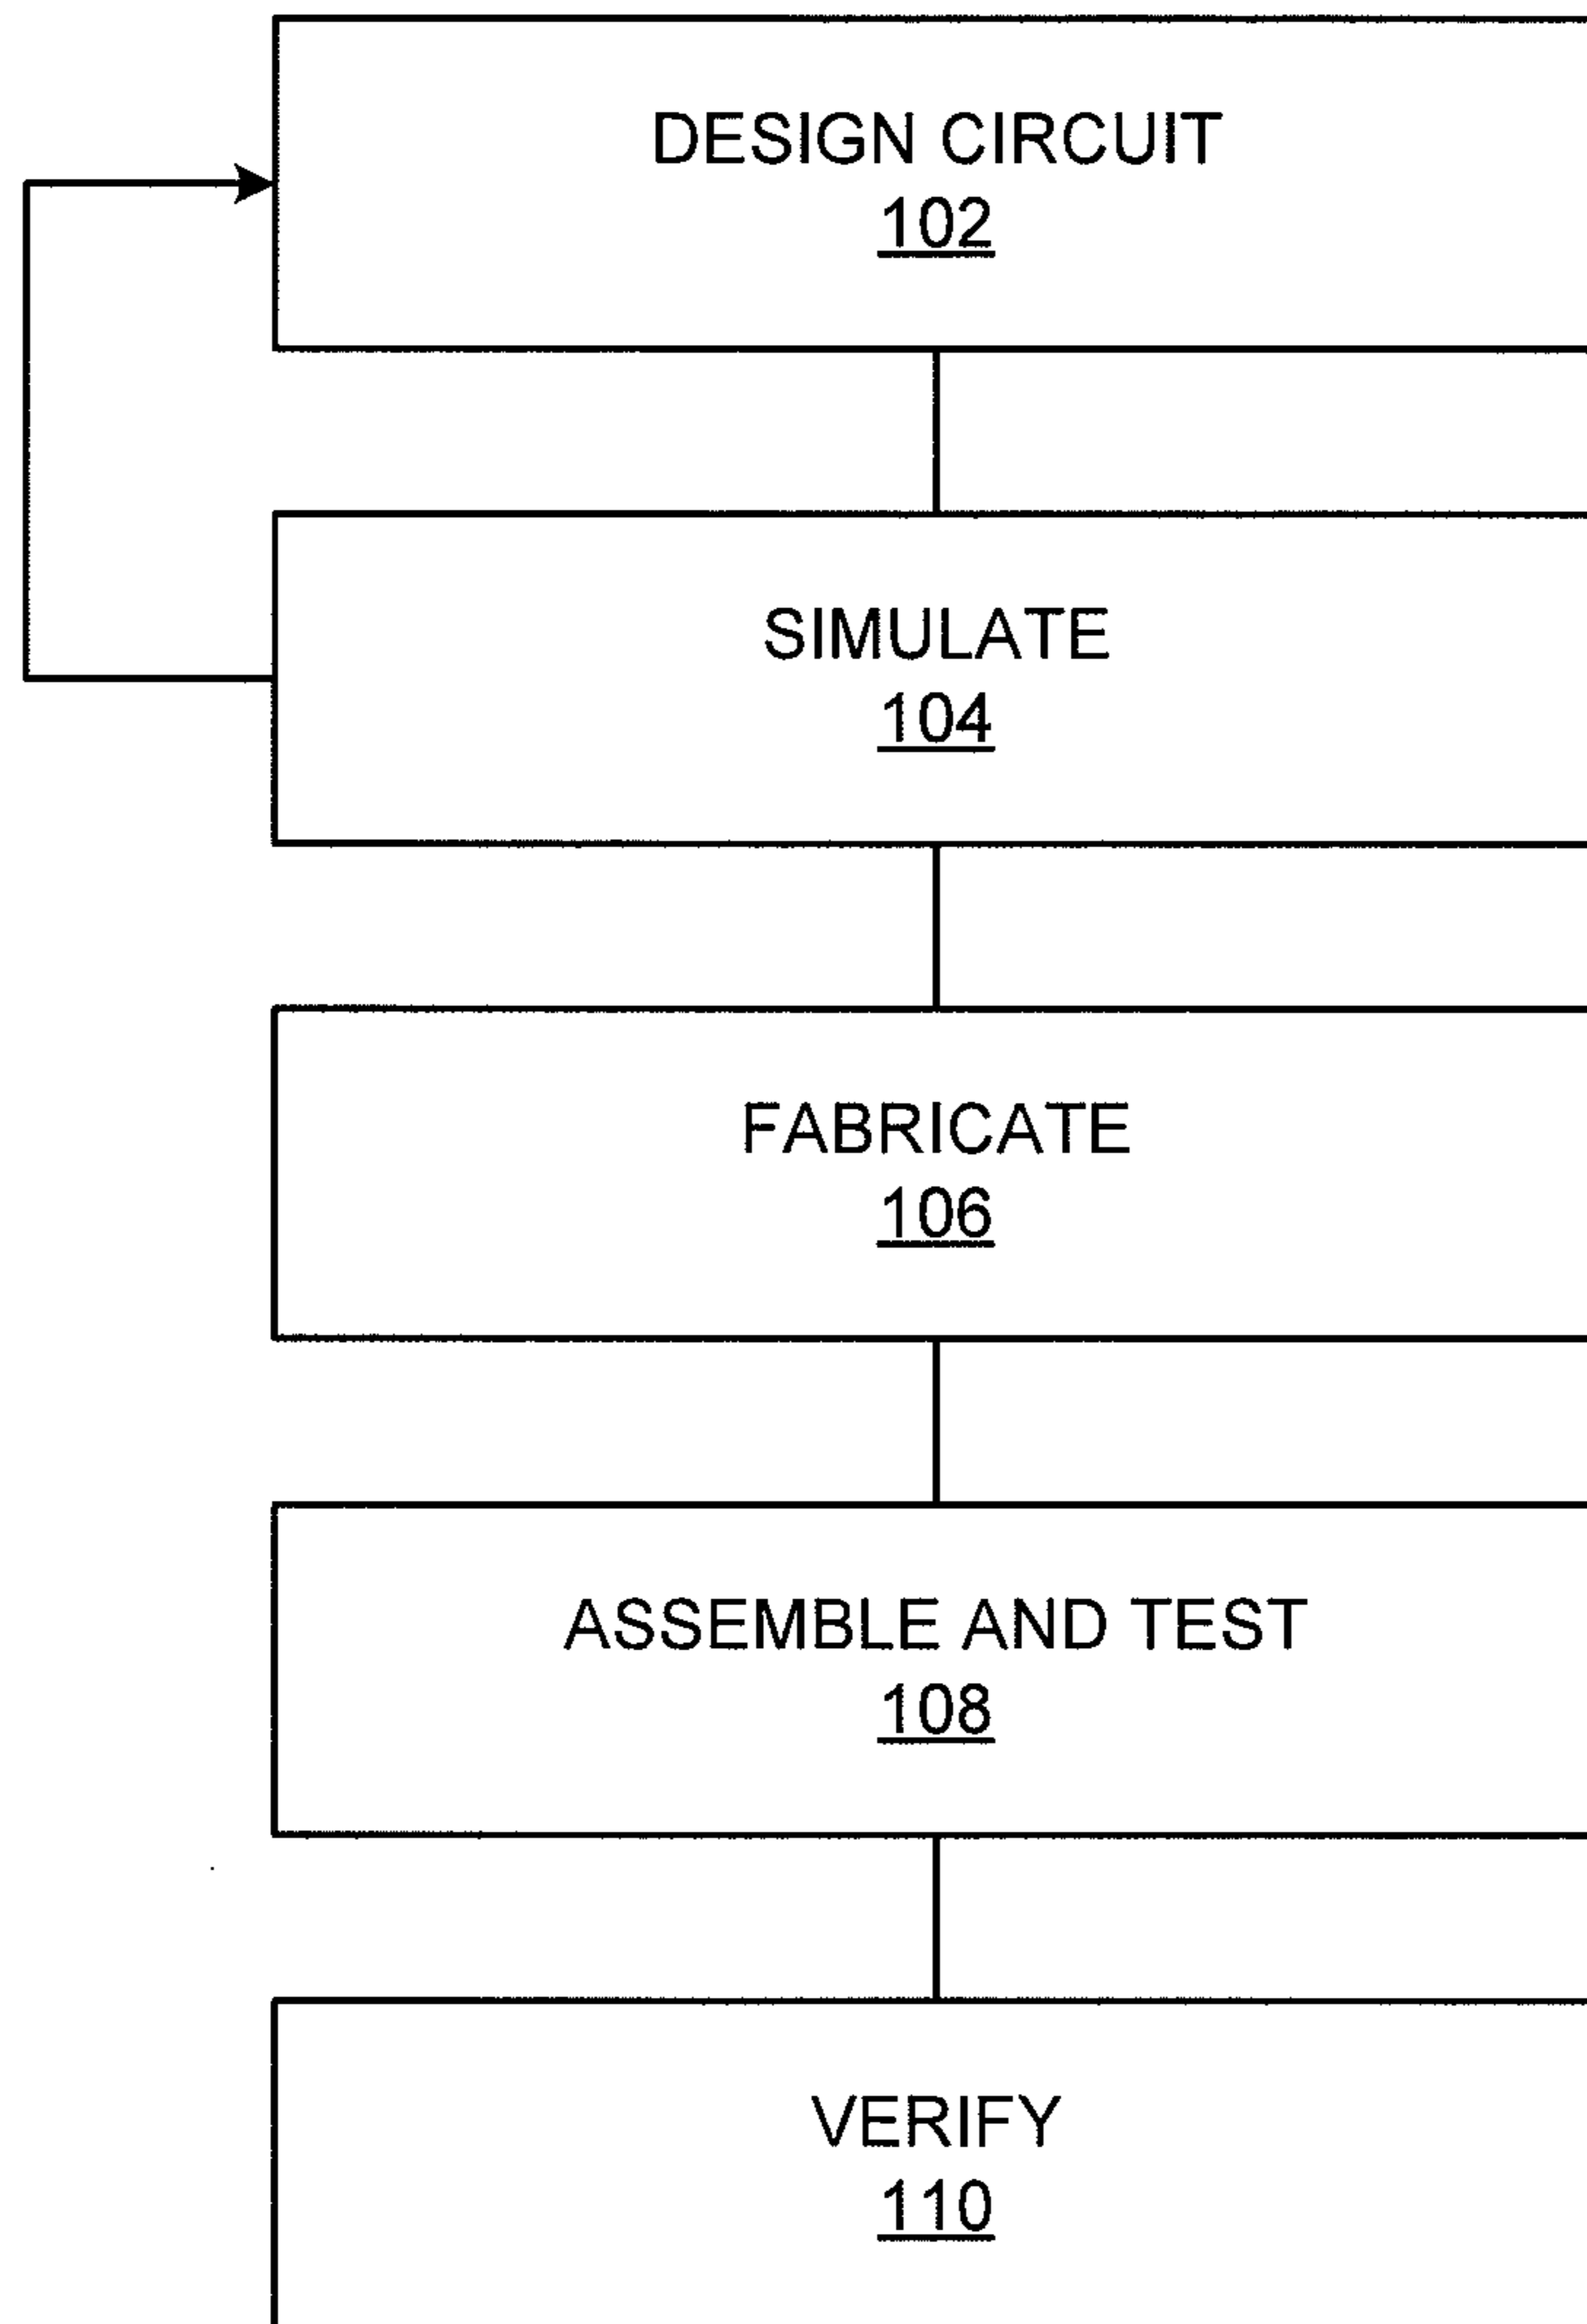 DESIGN CIRCUIT
102
SIMULATE
104
FABRICATE
106
ASSEMBLE AND TEST
108
VERIFY
110